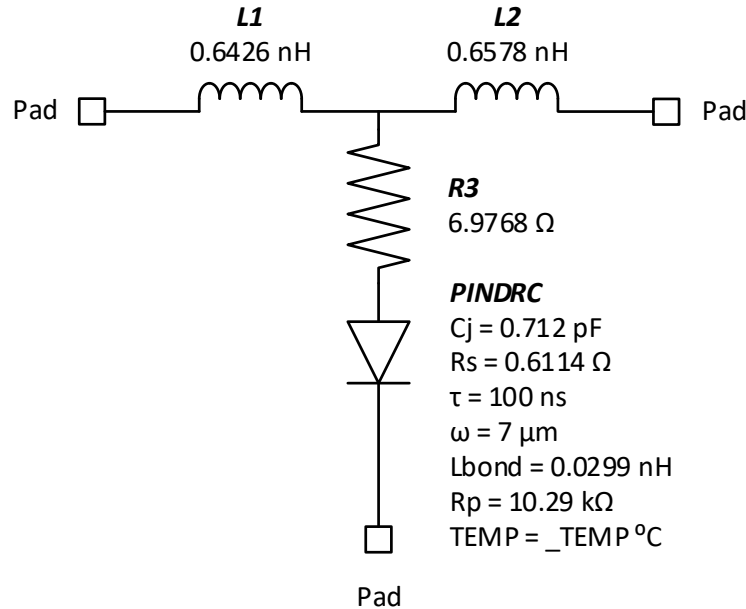 L1
0.6426 nH
L2
0.6578 nH
Pad
Pad
R3
6.9768 Ω
PINDRC
Cj = 0.712 pF
Rs = 0.6114 Ω
τ = 100 ns
ω = 7 µm
Lbond = 0.0299 nH
Rp = 10.29 kΩ
TEMP = _TEMP ⁰C
Pad